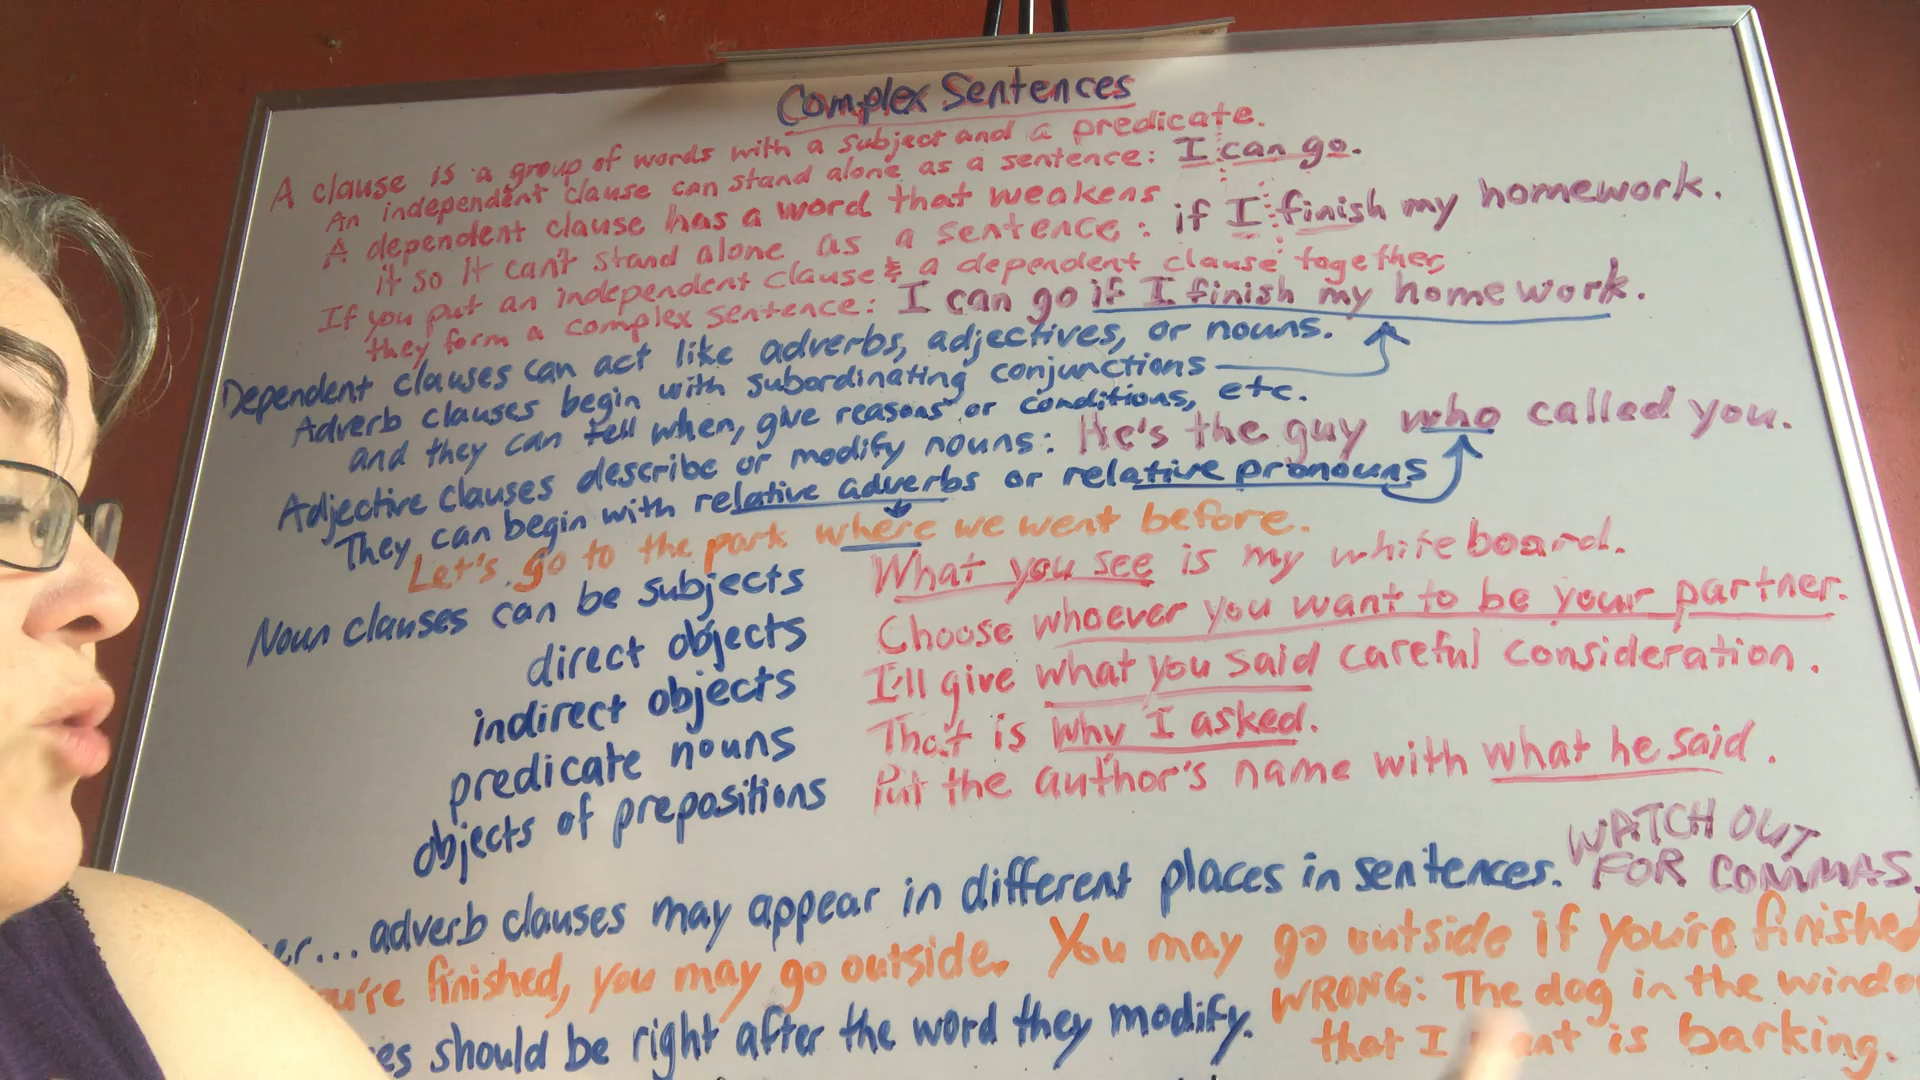 Complex Sentences
A clause is a group of words with a subject and a predicate.
An independent clause can stand alone as a sentence: I can go.
A dependent clause has a word that weakens
it so it can't stand alone as a sentence: if I finish my homework.
If you put an independent clause & a dependent clause together,
they form a complex sentence: I can go if I finish my homework.
Dependent clauses can act like adverbs, adjectives, or nouns.
Adverb clauses begin with subordinating conjunctions
and they can tell when, give reasons or conditions, etc.
Adjective clauses describe or modify nouns: He's the guy who called you.
They can begin with relative adverbs or relative pronouns
Let's go to the park where we went before.
Noun clauses can be subjects What you see is my whiteboard.
direct objects Choose whoever you want to be your partner.
indirect objects I'll give what you said careful consideration.
predicate nouns That is why I asked.
objects of prepositions Put the author's name with what he said.
adverb clauses may appear in different places in sentences. WATCH OUT
FOR COMMAS.
finished, you may go outside. You may go outside if you're finished
should be right after the word they modify. WRONG: The dog in the
that I is barking.